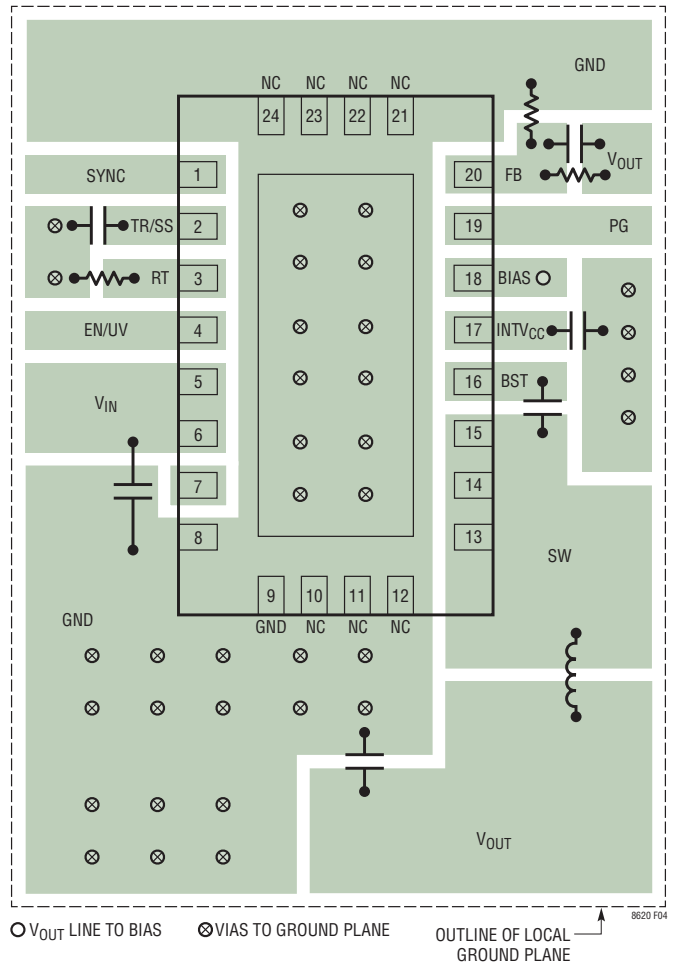 GND
NC NC NC NC
24 23 22 21
VOUT
SYNC 1 20 FB
TR/SS 2 19 PG
RT 3 18 BIAS
EN/UV 4 17 INTVCC
5 16 BST
VIN
6 15
7 14
8 13
SW
9 10 11 12
GND NC NC NC
GND
VOUT
8620 F04
VOUT LINE TO BIAS
VIAS TO GROUND PLANE
OUTLINE OF LOCAL
GROUND PLANE